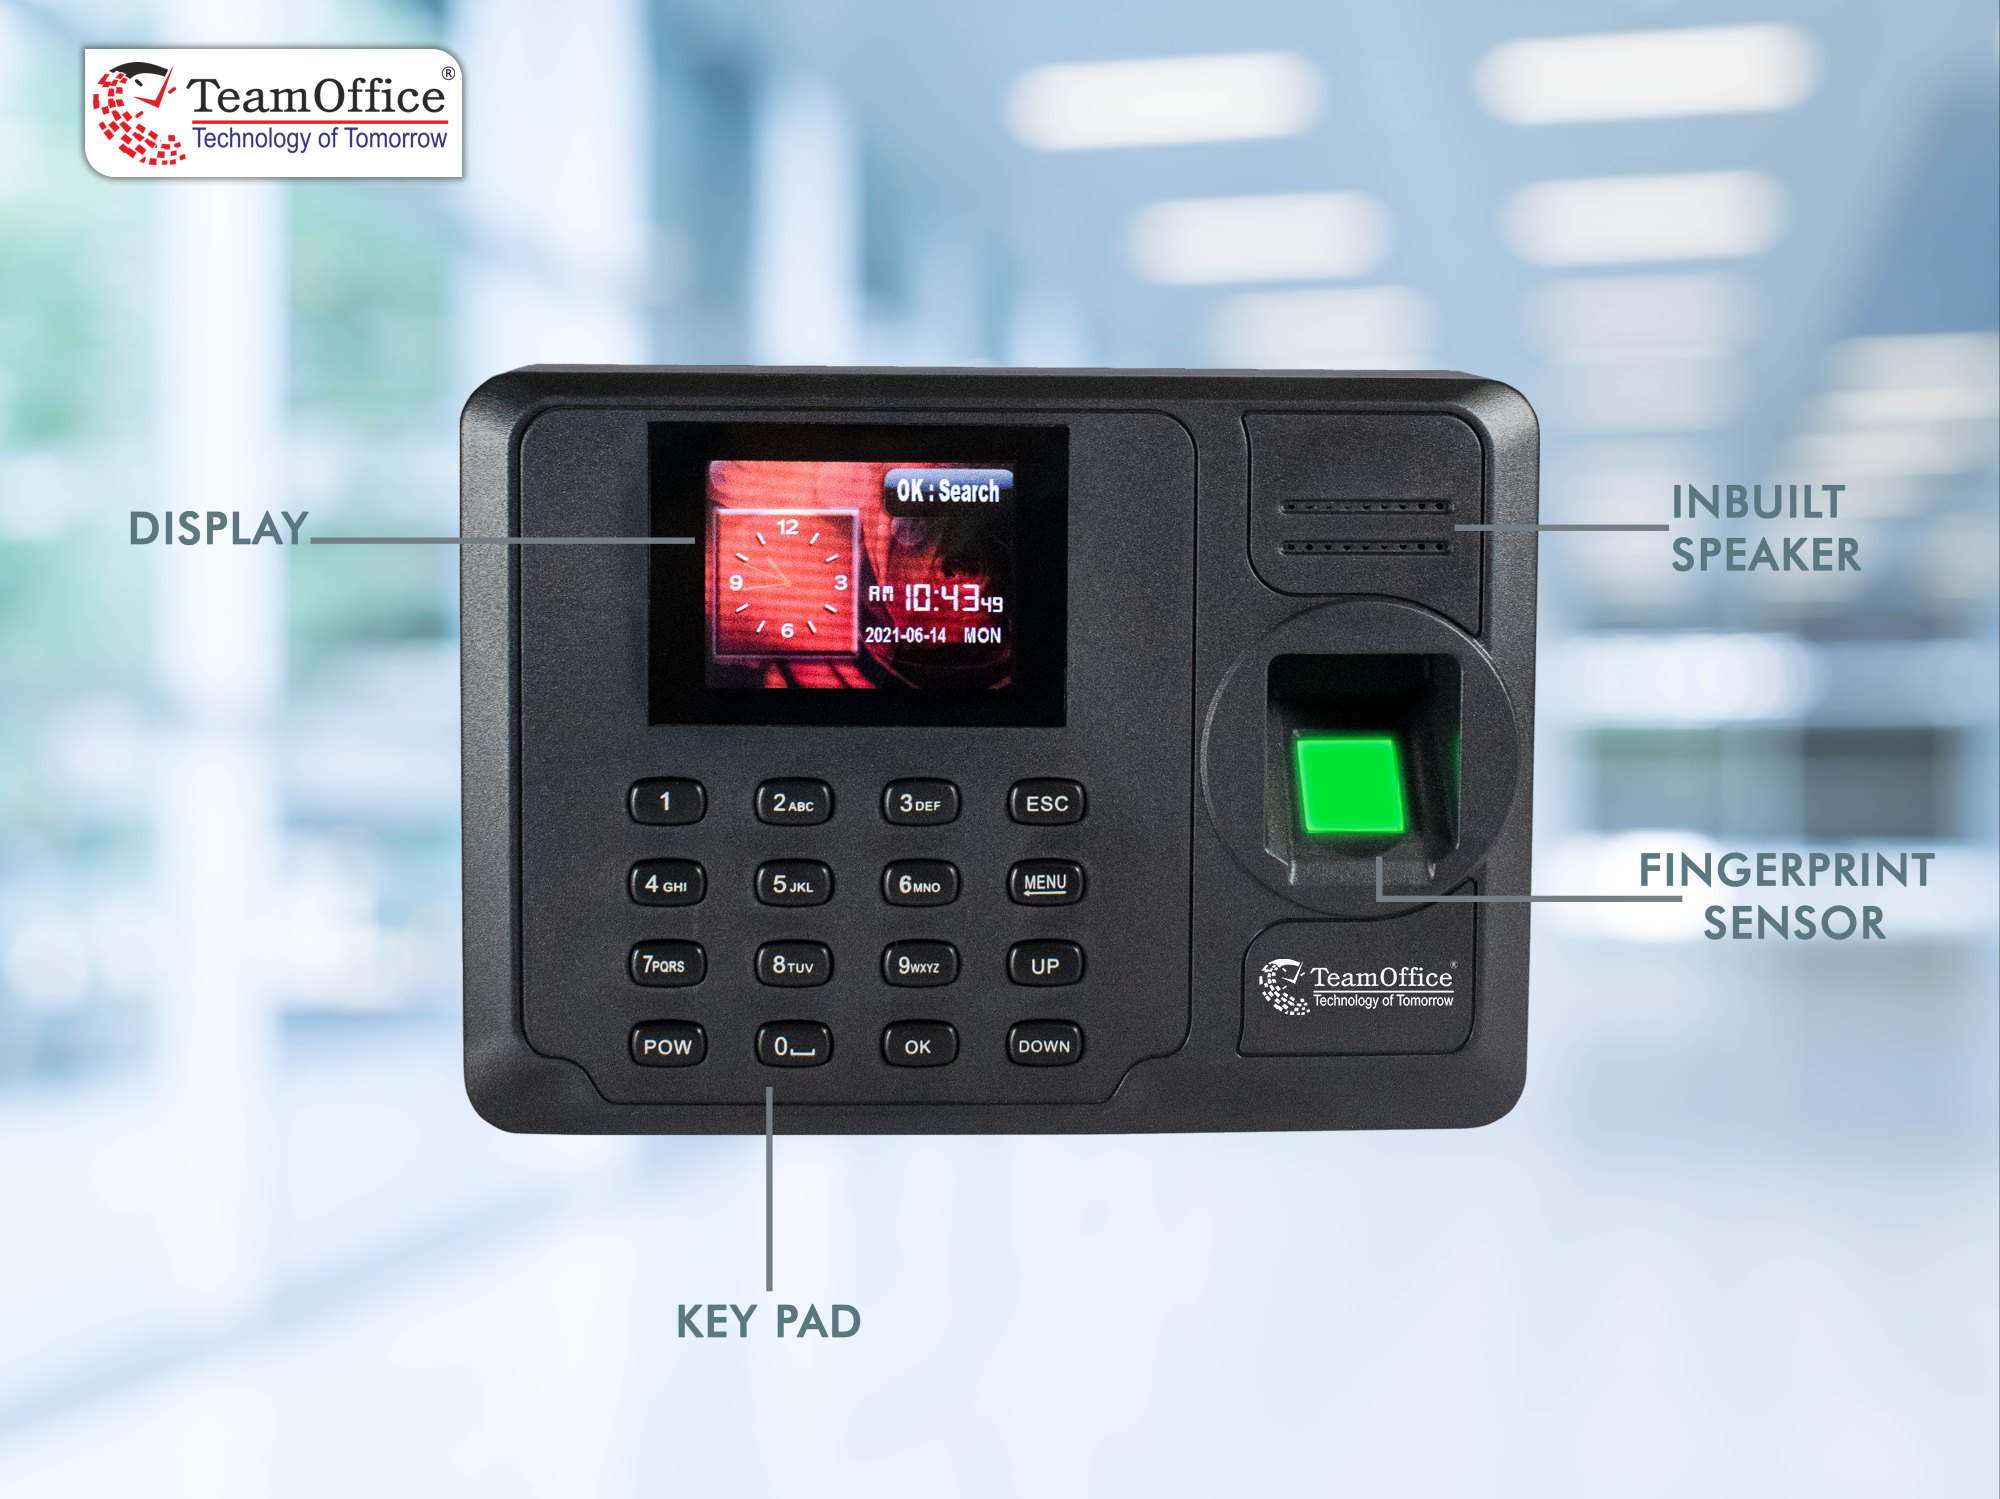 TeamOffice®
Technology of Tomorrow
DISPLAY
INBUILT
SPEAKER
OK : Search
12
9
3
6
AM 10:43 49
2021-06-14 MON
1
2 ABC
3 DEF
ESC
4 GHI
5 JKL
6 MNO
MENU
7 PQRS
8 TUV
9 WXYZ
UP
POW
0
OK
DOWN
FINGERPRINT
SENSOR
TeamOffice®
Technology of Tomorrow
KEY PAD